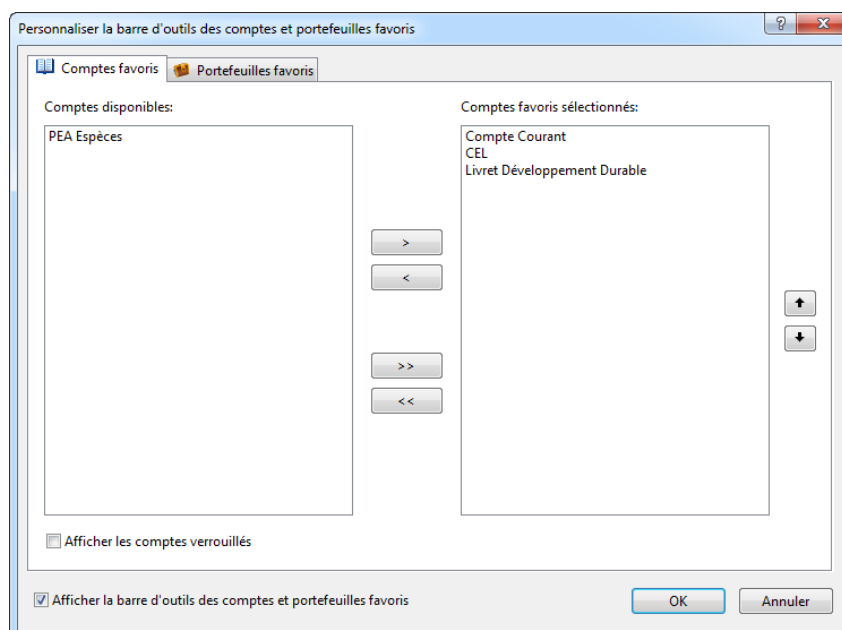 Personnaliser la barre d'outils des comptes et portefeuilles favoris
?
Comptes favoris
Portefeuilles favoris
Comptes disponibles:
Comptes favoris sélectionnés:
PEA Espèces
Compte Courant
CEL
Livret Développement Durable
>
<
>>
<<
Afficher les comptes verrouillés
Afficher la barre d'outils des comptes et portefeuilles favoris
OK
Annuler